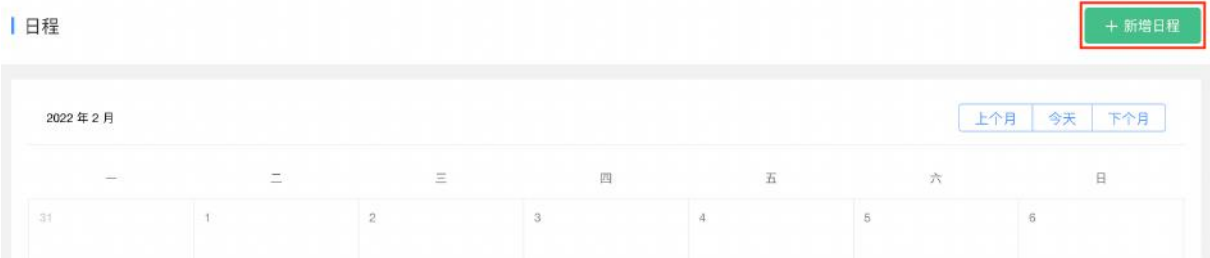 日程
+ 新增日程
2022 年 2 月
上个月 今天 下个月
一 二 三 四 五 六 日
31 1 2 3 4 5 6